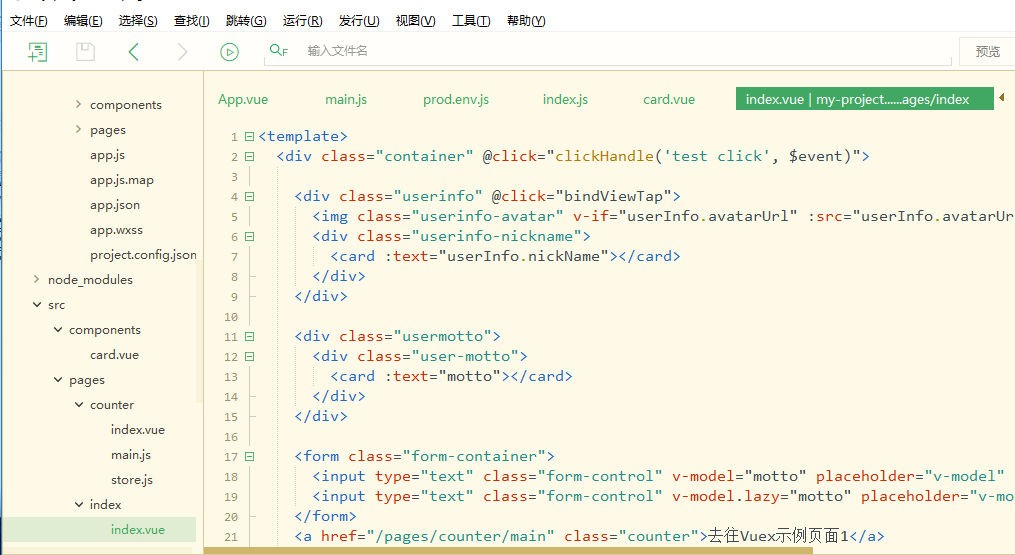 文件(F) 编辑(E) 选择(S) 查找(I) 跳转(G) 运行(R) 发行(U) 视图(V) 工具(T) 帮助(Y)
F 输入文件名 预览
components
pages
app.js
app.js.map
app.json
app.wxss
project.config.json
node_modules
src
components
card.vue
pages
counter
index.vue
main.js
store.js
index
index.vue
App.vue main.js prod.env.js index.js card.vue index.vue | my-project......ages/index
1 <template>
2 <div class="container" @click="clickHandle('test click', $event)">
3
4 <div class="userinfo" @click="bindViewTap">
5 <img class="userinfo-avatar" v-if="userInfo.avatarUrl" :src="userInfo.avatarUr
6 <div class="userinfo-nickname">
7 <card :text="userInfo.nickName"></card>
8 </div>
9 </div>
10
11 <div class="usermotto">
12 <div class="user-motto">
13 <card :text="motto"></card>
14 </div>
15 </div>
16
17 <form class="form-container">
18 <input type="text" class="form-control" v-model="motto" placeholder="v-model"
19 <input type="text" class="form-control" v-model.lazy="motto" placeholder="v-mo
20 </form>
21 <a href="/pages/counter/main" class="counter">去往Vuex示例页面1</a>